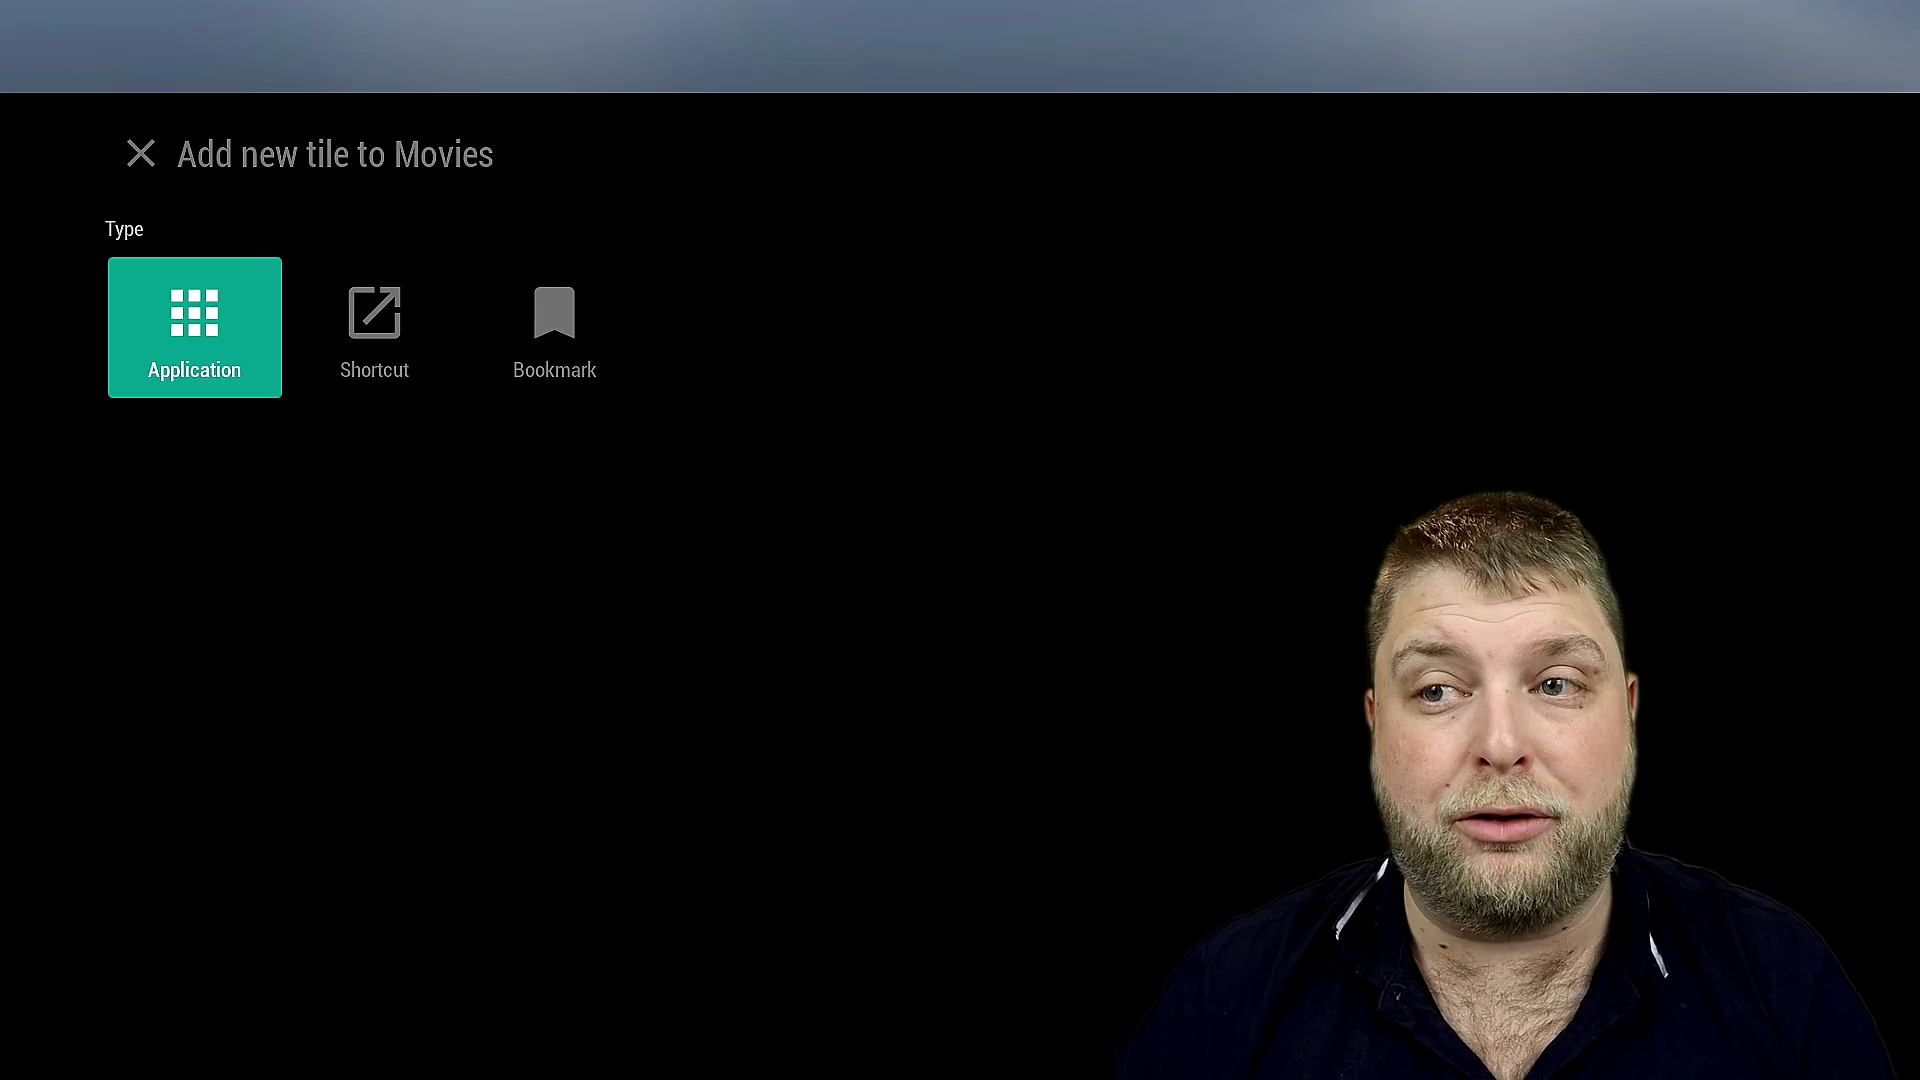 Add new tile to Movies
Type
Application
Shortcut
Bookmark